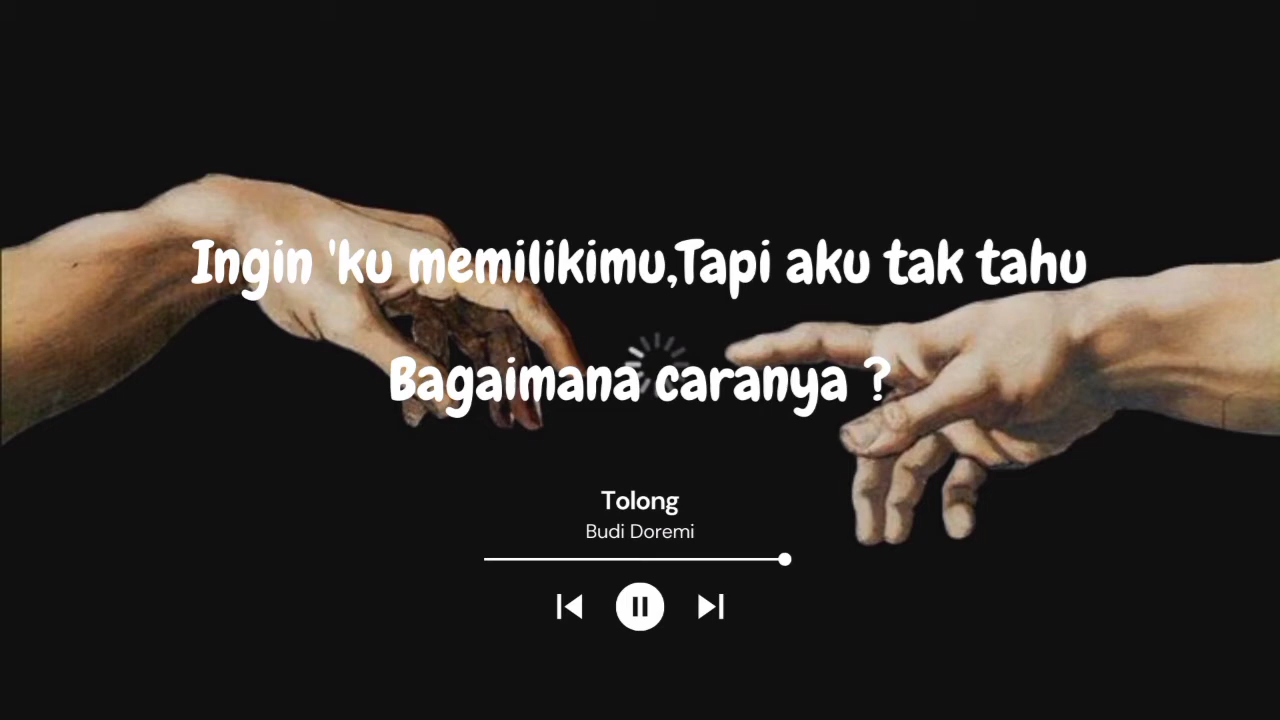 Ingin 'ku memilikimu,Tapi aku tak tahu
Bagaimana caranya ?
Tolong
Budi Doremi